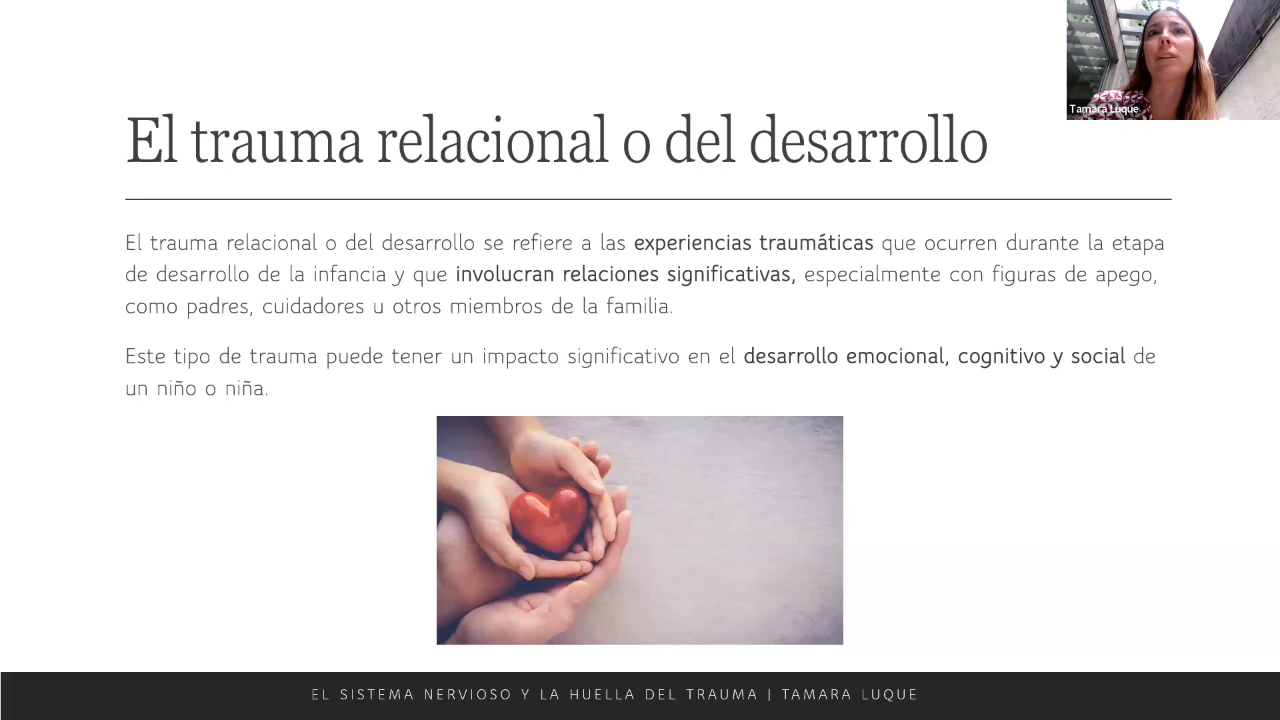 Tamara Luque
El trauma relacional o del desarrollo
El trauma relacional o del desarrollo se refiere a las experiencias traumáticas que ocurren durante la etapa
de desarrollo de la infancia y que involucran relaciones significativas, especialmente con figuras de apego,
como padres, cuidadores u otros miembros de la familia.
Este tipo de trauma puede tener un impacto significativo en el desarrollo emocional, cognitivo y social de
un niño o niña.
EL SISTEMA NERVIOSO Y LA HUELLA DEL TRAUMA | TAMARA LUQUE